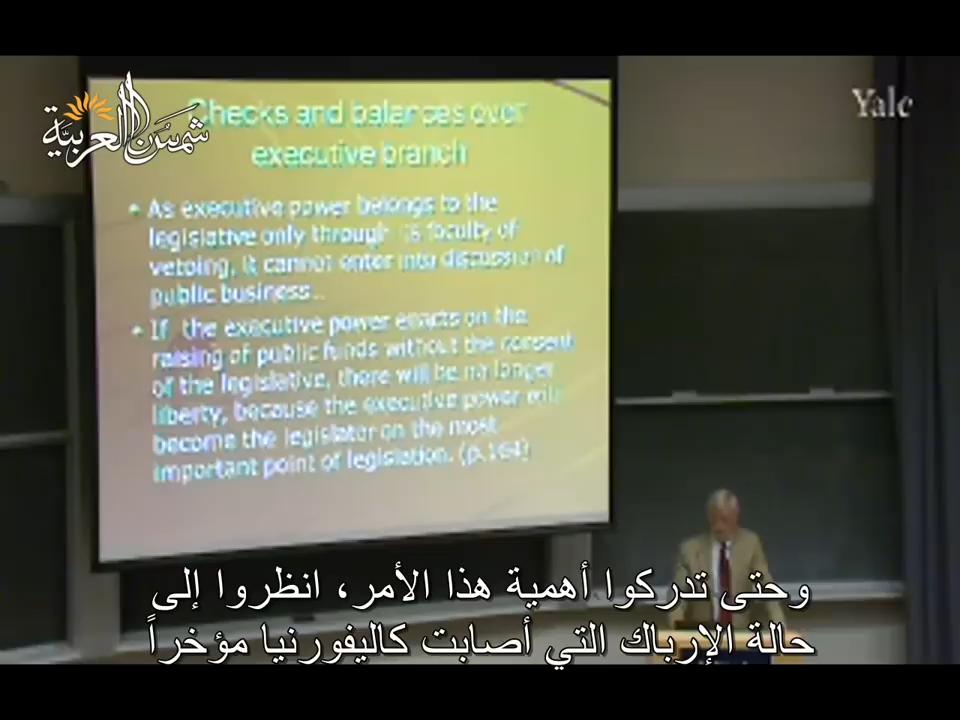 شمس العربية
Yale
Checks and balances over
executive branch
• As executive power belongs to the
legislative only through its faculty of
vetoing, it cannot enter into discussion of
public business..
• If the executive power enacts on the
raising of public funds without the consent
of the legislative, there will be no longer
liberty, because the executive power will
become the legislator on the most
important point of legislation. (p.164)
وحتى تدركوا أهمية هذا الأمر، انظروا إلى
حالة الإرباك التي أصابت كاليفورنيا مؤخراً